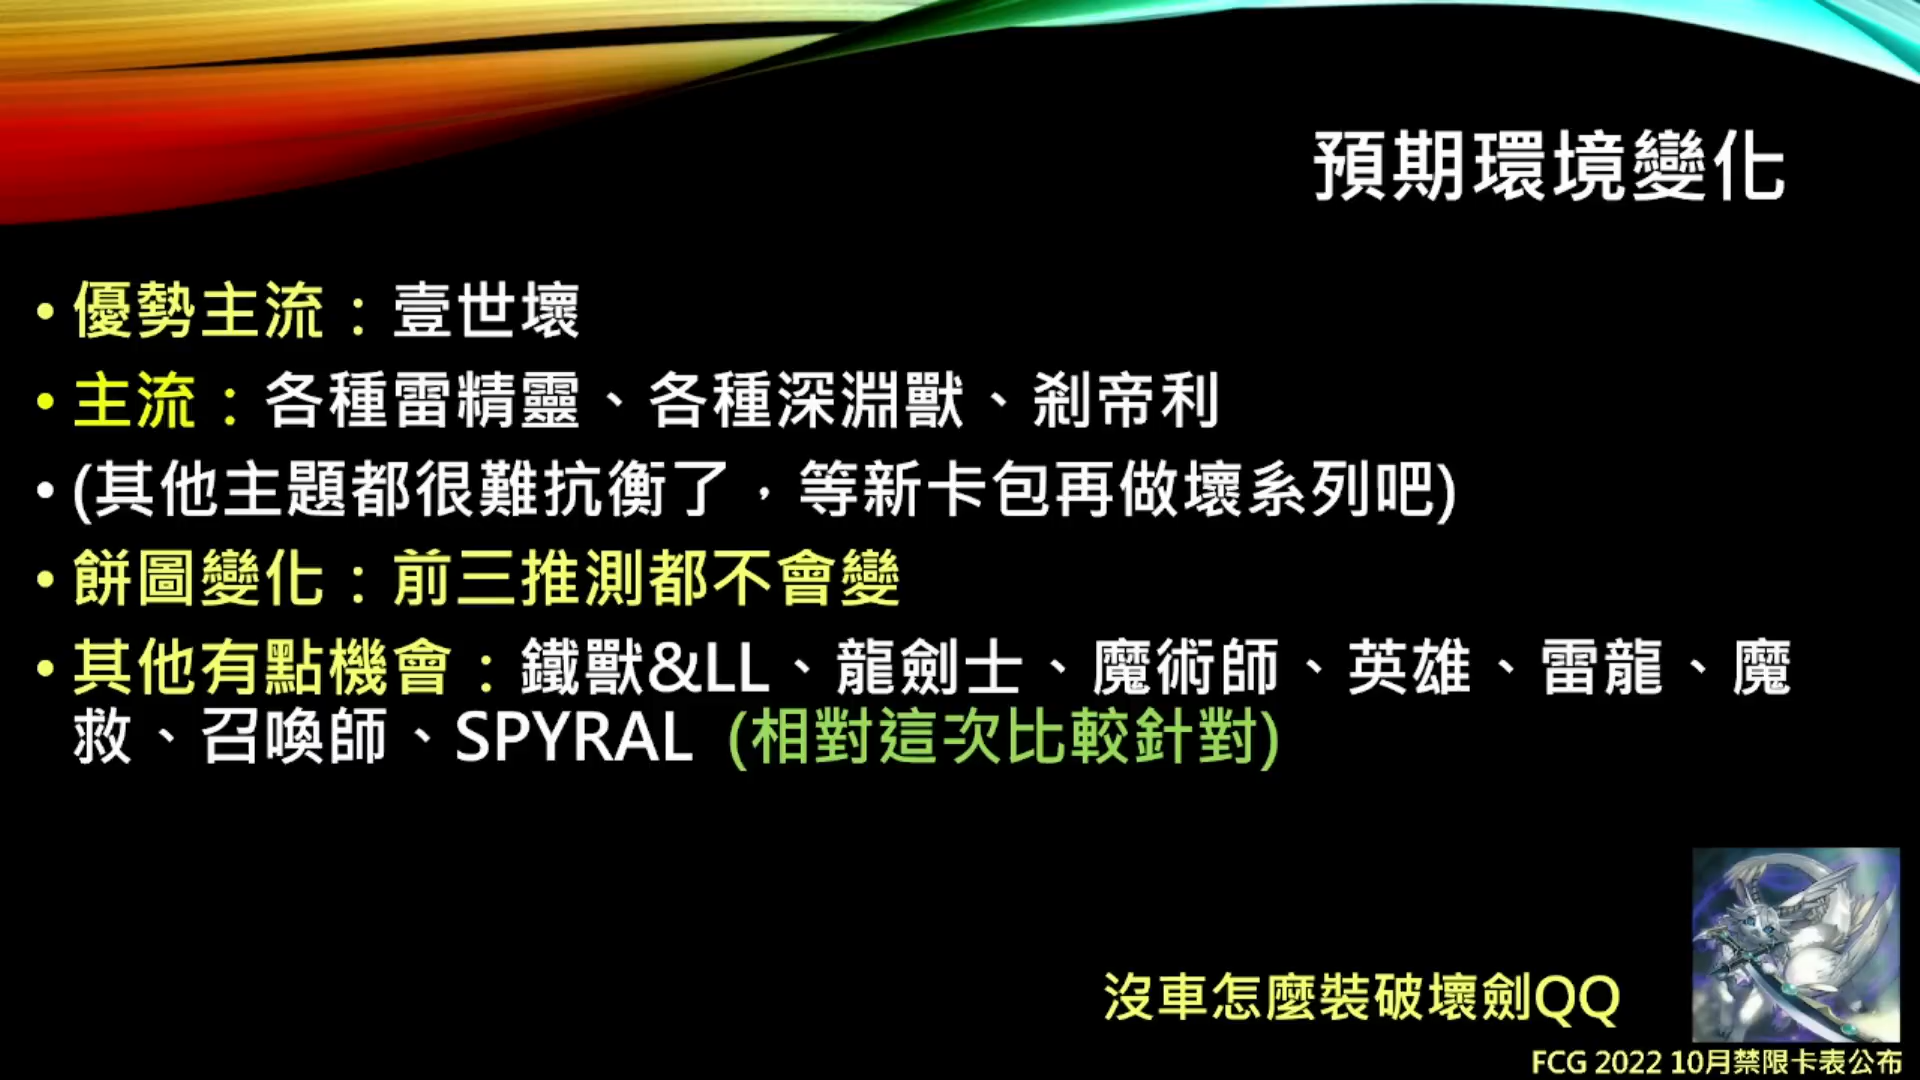 預期環境變化
• 優勢主流：壹世壞
• 主流：各種雷精靈、各種深淵獸、剎帝利
• (其他主題都很難抗衡了，等新卡包再做壞系列吧)
• 餅圖變化：前三推測都不會變
• 其他有點機會：鐵獸&LL、龍劍士、魔術師、英雄、雷龍、魔
救、召喚師、SPYRAL (相對這次比較針對)
沒車怎麼裝破壞劍QQ
FCG 2022 10月禁限卡表公布